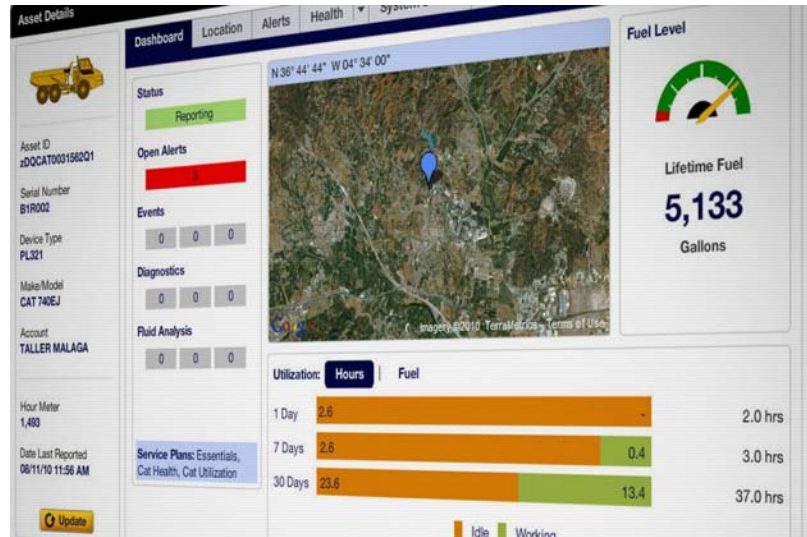 Asset Details
Asset ID
zDQCAT0031562Q1
Serial Number
B1R002
Device Type
PL321
Make/Model
CAT 740EJ
Account
TALLER MALAGA
Hour Meter
1,493
Date Last Reported
08/11/10 11:56 AM
Update
Dashboard Location Alerts Health
Status
Reporting
Open Alerts
3
Events
0 0 0
Diagnostics
0 0 0
Fluid Analysis
0 0 0
Service Plans: Essentials,
Cat Health, Cat Utilization
N 36° 44' 44" W 04° 34' 00"
Google
Imagery ©2010 TerraMetrics - Terms of Use
Fuel Level
Lifetime Fuel
5,133
Gallons
Utilization: Hours | Fuel
1 Day 2.6 - 2.0 hrs
7 Days 2.6 0.4 3.0 hrs
30 Days 23.6 13.4 37.0 hrs
Idle Working